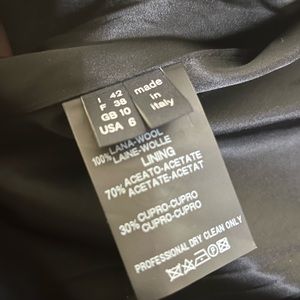 I 42
F 38
GB 10
USA 6
made in
Italy
100% LANA-WOOL
LAINE-WOLLE
LINING
70% ACEATO-ACETATE
ACETATE-ACETAT
30% CUPRO-CUPRO
CUPRO-CUPRO
PROFESSIONAL DRY CLEAN ONLY